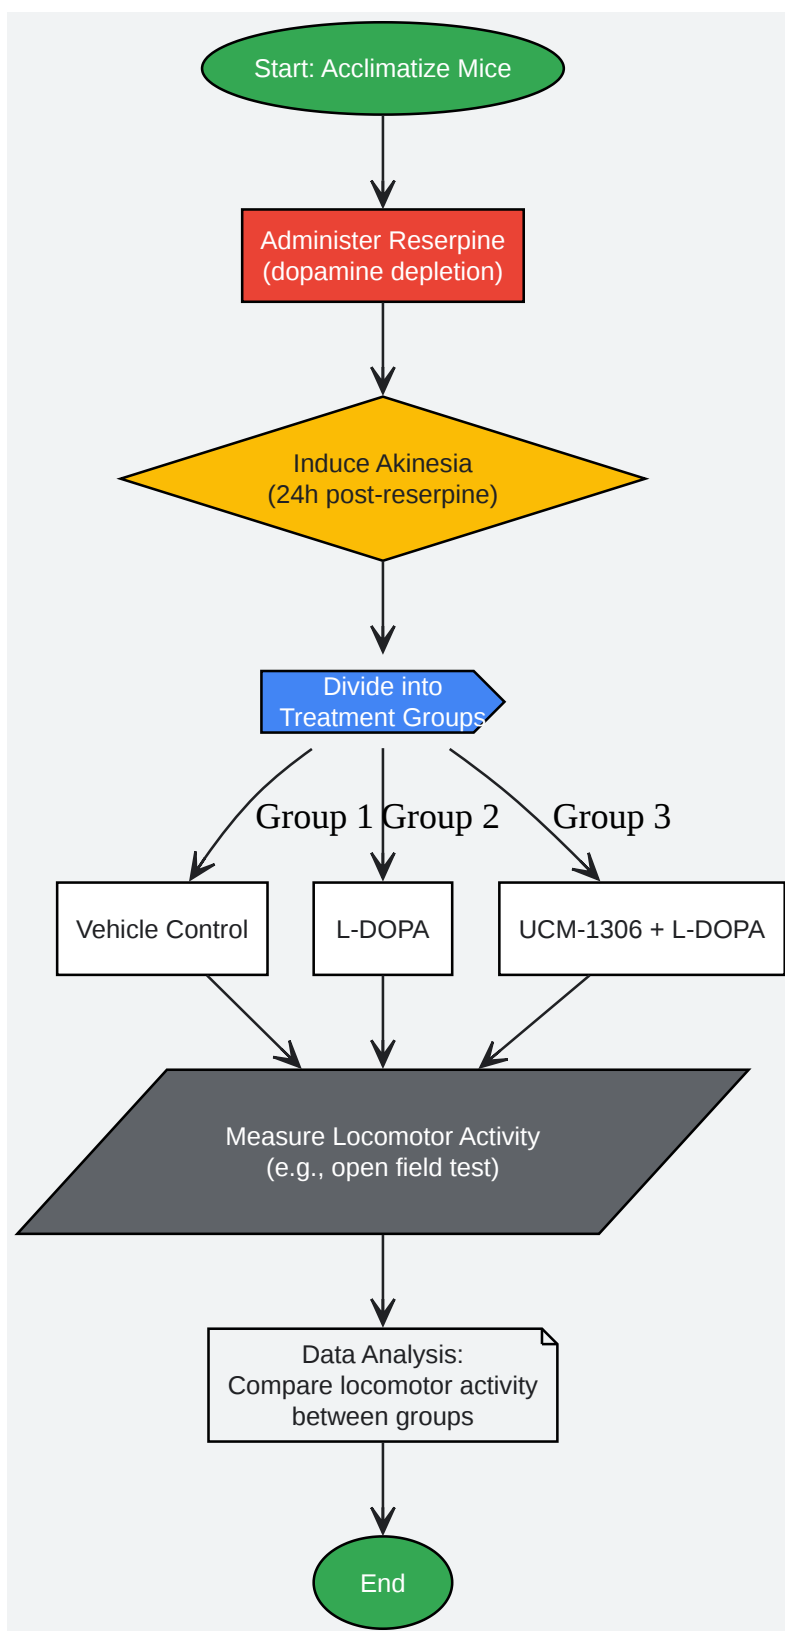 Start: Acclimatize Mice
Administer Reserpine
(dopamine depletion)
Induce Akinesia
(24h post-reserpine)
Divide into
Treatment Groups
Group 1
Group 2
Group 3
Vehicle Control
L-DOPA
UCM-1306 + L-DOPA
Measure Locomotor Activity
(e.g., open field test)
Data Analysis:
Compare locomotor activity
between groups
End